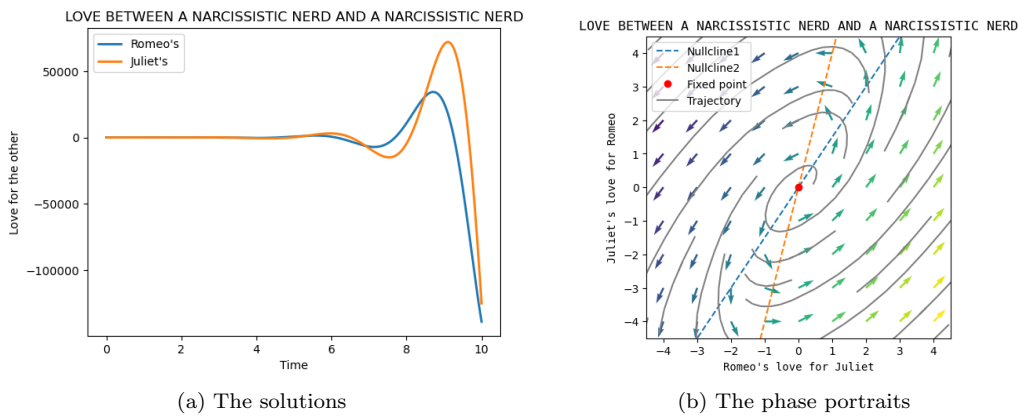 LOVE BETWEEN A NARCISSISTIC NERD AND A NARCISSISTIC NERD
Romeo's
Juliet's
50000
0
−50000
−100000
Love for the other
0 2 4 6 8 10
Time
(a) The solutions
LOVE BETWEEN A NARCISSISTIC NERD AND A NARCISSISTIC NERD
Nullcline1
Nullcline2
Fixed point
Trajectory
4
3
2
1
0
−1
−2
−3
−4
Juliet's love for Romeo
−4 −3 −2 −1 0 1 2 3 4
Romeo's love for Juliet
(b) The phase portraits